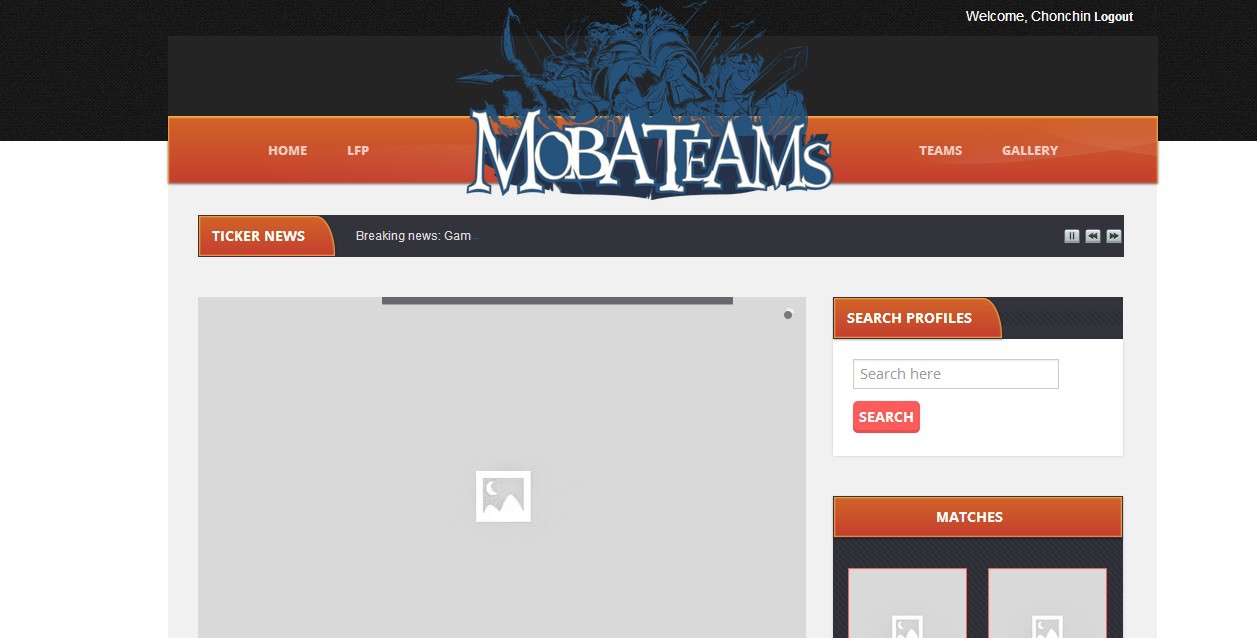 Welcome, Chonchin Logout
HOME
LFP
MOBATEAMS
TEAMS
GALLERY
TICKER NEWS
Breaking news: Gam
SEARCH PROFILES
Search here
SEARCH
MATCHES